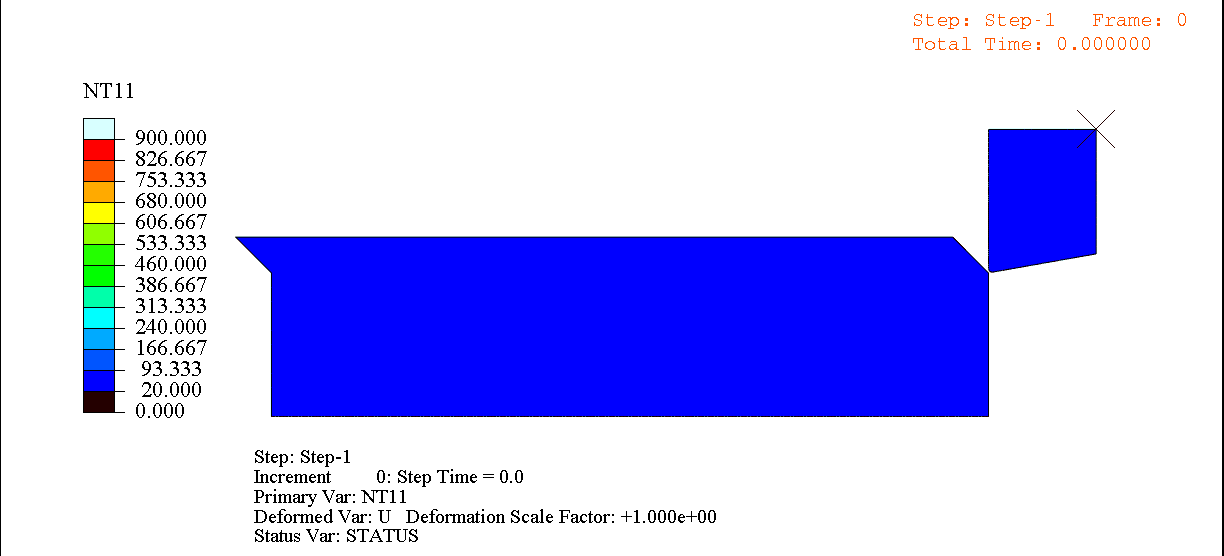 Step: Step-1   Frame: 0
Total Time: 0.000000
NT11
900.000
826.667
753.333
680.000
606.667
533.333
460.000
386.667
313.333
240.000
166.667
93.333
20.000
0.000
Step: Step-1
Increment     0: Step Time = 0.0
Primary Var: NT11
Deformed Var: U   Deformation Scale Factor: +1.000e+00
Status Var: STATUS